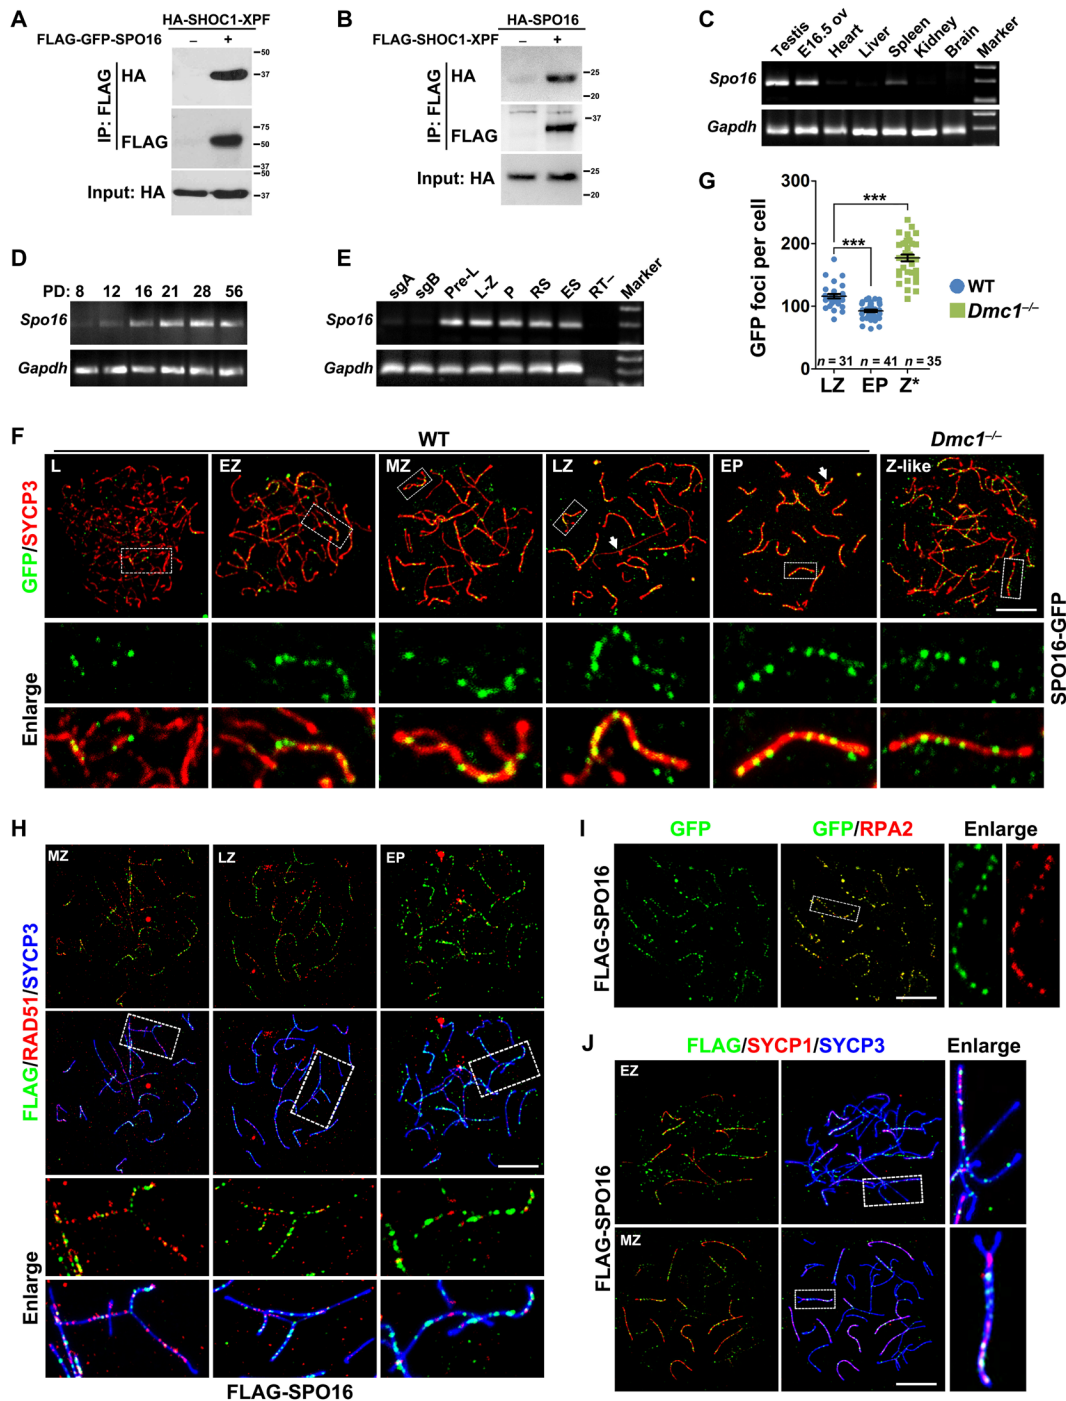 A
HA-SHOC1-XPF
FLAG-GFP-SPO16
– +
IP: FLAG
HA
FLAG
Input: HA
50
37
75
50
37
50
37
B
HA-SPO16
FLAG-SHOC1-XPF
– +
IP: FLAG
HA
FLAG
Input: HA
25
20
37
25
20
C
Testis
E16.5 ov
Heart
Liver
Spleen
Kidney
Brain
Marker
Spo16
Gapdh
D
PD: 8 12 16 21 28 56
Spo16
Gapdh
E
sgA
sgB
Pre-L
L-Z
P
RS
ES
RT–
Marker
Spo16
Gapdh
G
GFP foci per cell
300
200
100
0
***
***
n = 31 n = 41 n = 35
LZ EP Z*
WT
Dmc1–/–
F
WT
Dmc1–/–
L
EZ
MZ
LZ
EP
Z-like
GFP/SYCP3
Enlarge
SPO16-GFP
H
MZ
LZ
EP
FLAG/RAD51/SYCP3
Enlarge
FLAG-SPO16
I
GFP
GFP/RPA2
Enlarge
FLAG-SPO16
J
FLAG/SYCP1/SYCP3
Enlarge
EZ
MZ
FLAG-SPO16